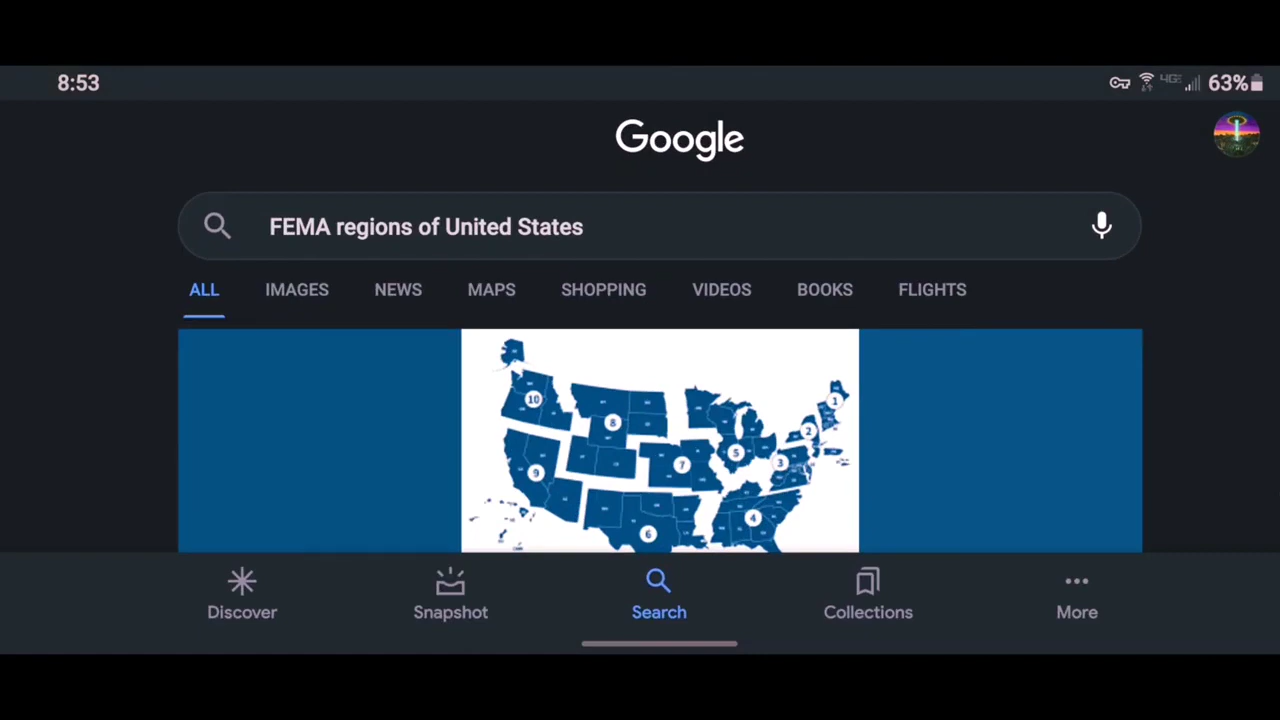 8:53
4GE 63%
Google
FEMA regions of United States
ALL IMAGES NEWS MAPS SHOPPING VIDEOS BOOKS FLIGHTS
1
10
8
2
5
3
7
9
4
6
Discover Snapshot Search Collections More